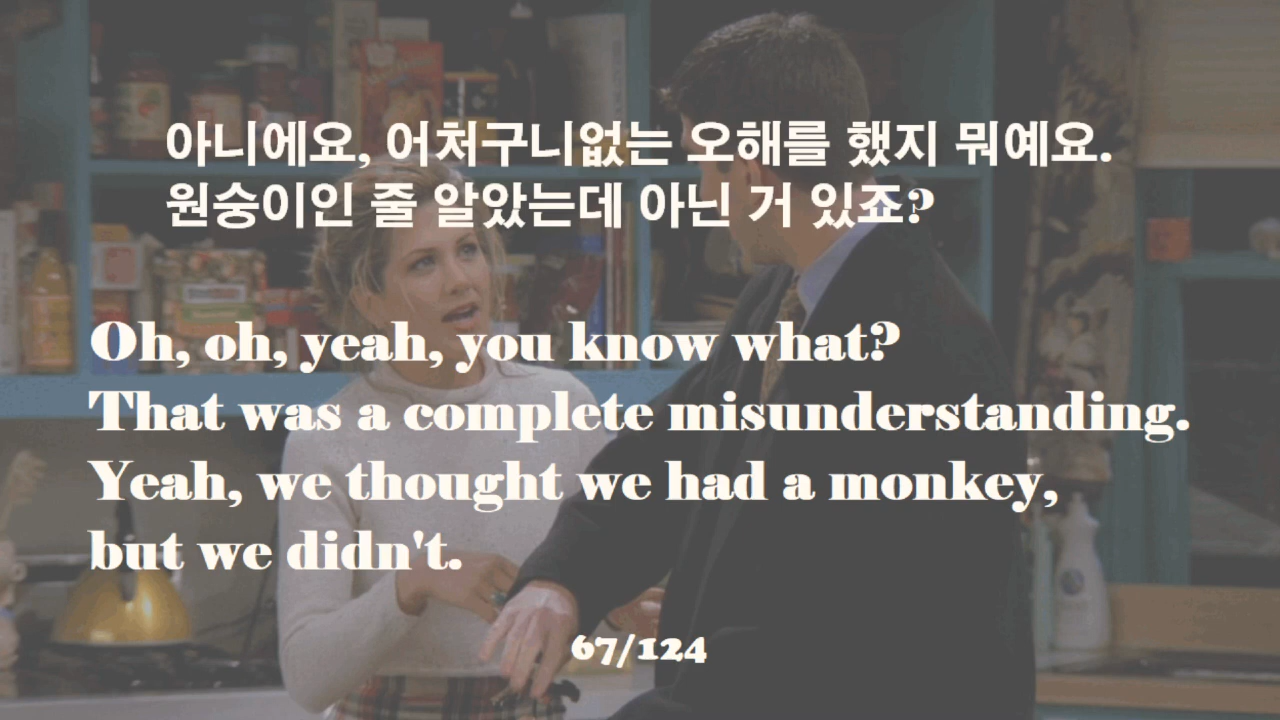 아니에요, 어처구니없는 오해를 했지 뭐예요.
원숭이인 줄 알았는데 아닌 거 있죠?
Oh, oh, yeah, you know what?
That was a complete misunderstanding.
Yeah, we thought we had a monkey,
but we didn't.
67/124